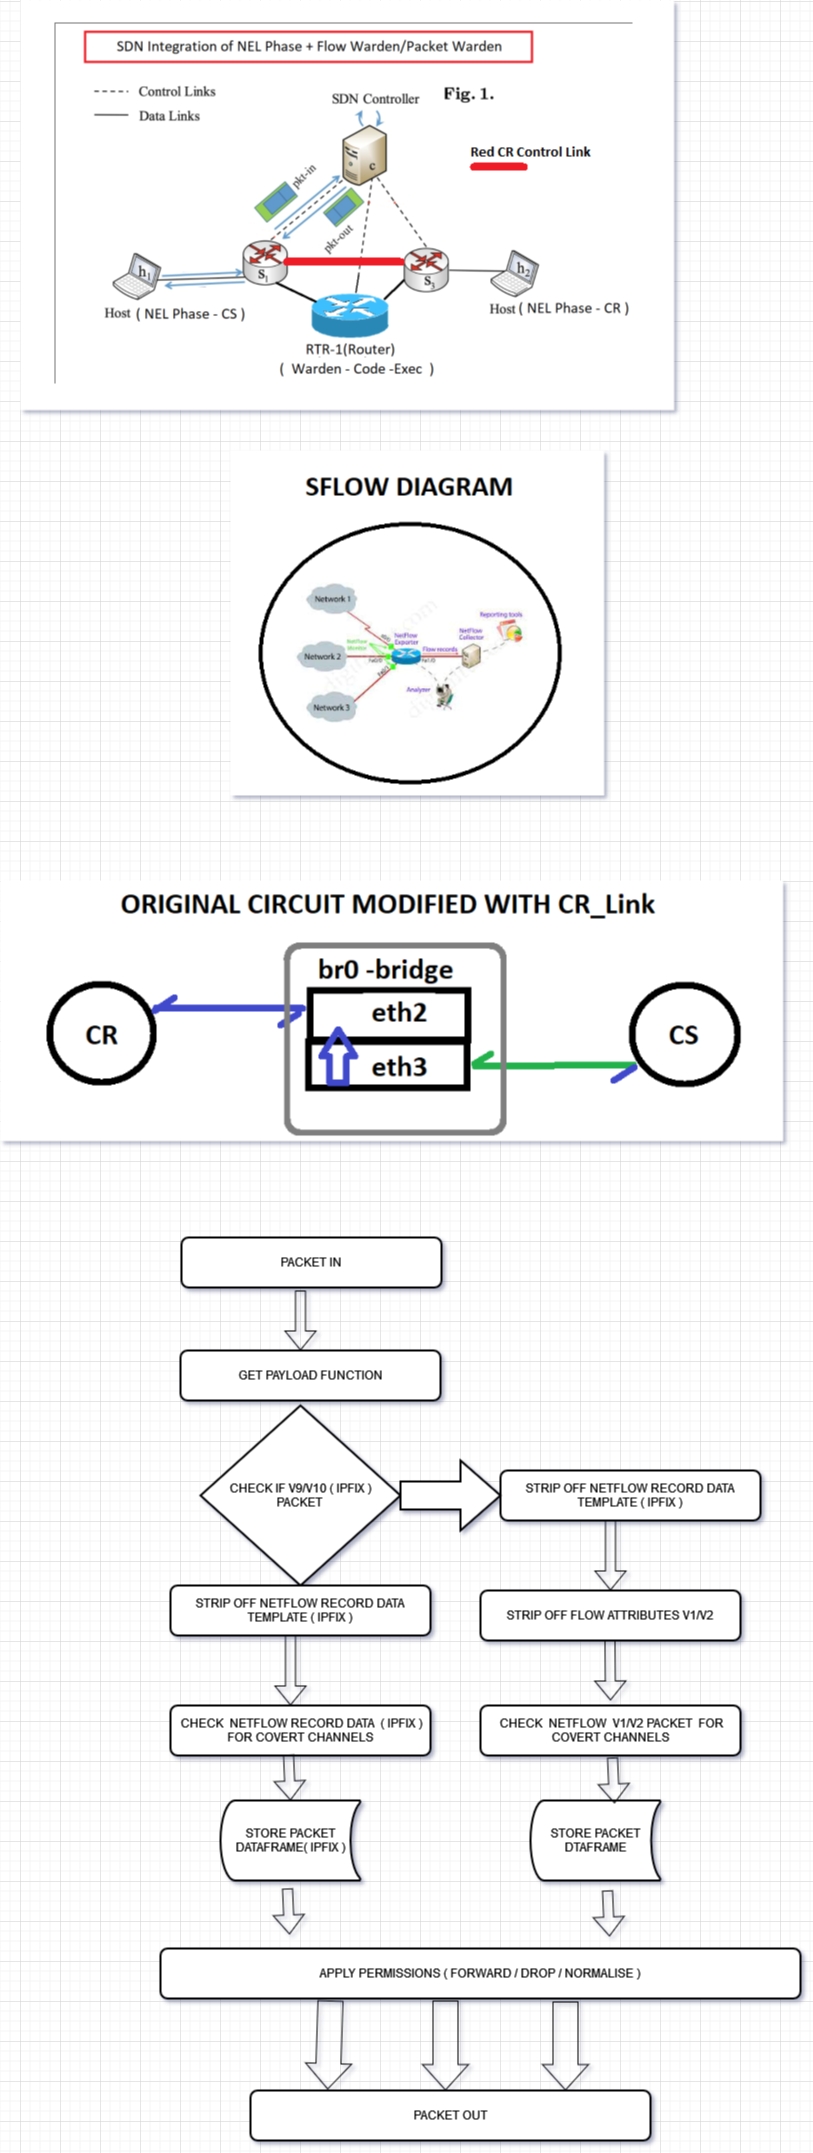 SDN Integration of NEL Phase + Flow Warden/Packet Warden
Control Links
Data Links
SDN Controller
Fig. 1.
Red CR Control Link
c
pkt-in
pkt-out
h1
S1
S3
h2
Host ( NEL Phase - CS )
Host ( NEL Phase - CR )
RTR-1(Router)
( Warden - Code -Exec )
SFLOW DIAGRAM
Network 1
Reporting tools
NetFlow
Exporter
NetFlow
Collector
NetFlow
Monitor
Network 2
Flow records
Analyzer
Network 3
ORIGINAL CIRCUIT MODIFIED WITH CR_Link
br0 -bridge
eth2
CR
CS
eth3
PACKET IN
GET PAYLOAD FUNCTION
CHECK IF V9/V10 ( IPFIX )
PACKET
STRIP OFF NETFLOW RECORD DATA
TEMPLATE ( IPFIX )
STRIP OFF NETFLOW RECORD DATA
TEMPLATE ( IPFIX )
STRIP OFF FLOW ATTRIBUTES V1/V2
CHECK NETFLOW RECORD DATA ( IPFIX )
FOR COVERT CHANNELS
CHECK NETFLOW V1/V2 PACKET FOR
COVERT CHANNELS
STORE PACKET
DATAFRAME( IPFIX )
STORE PACKET
DTAFRAME
APPLY PERMISSIONS ( FORWARD / DROP / NORMALISE )
PACKET OUT